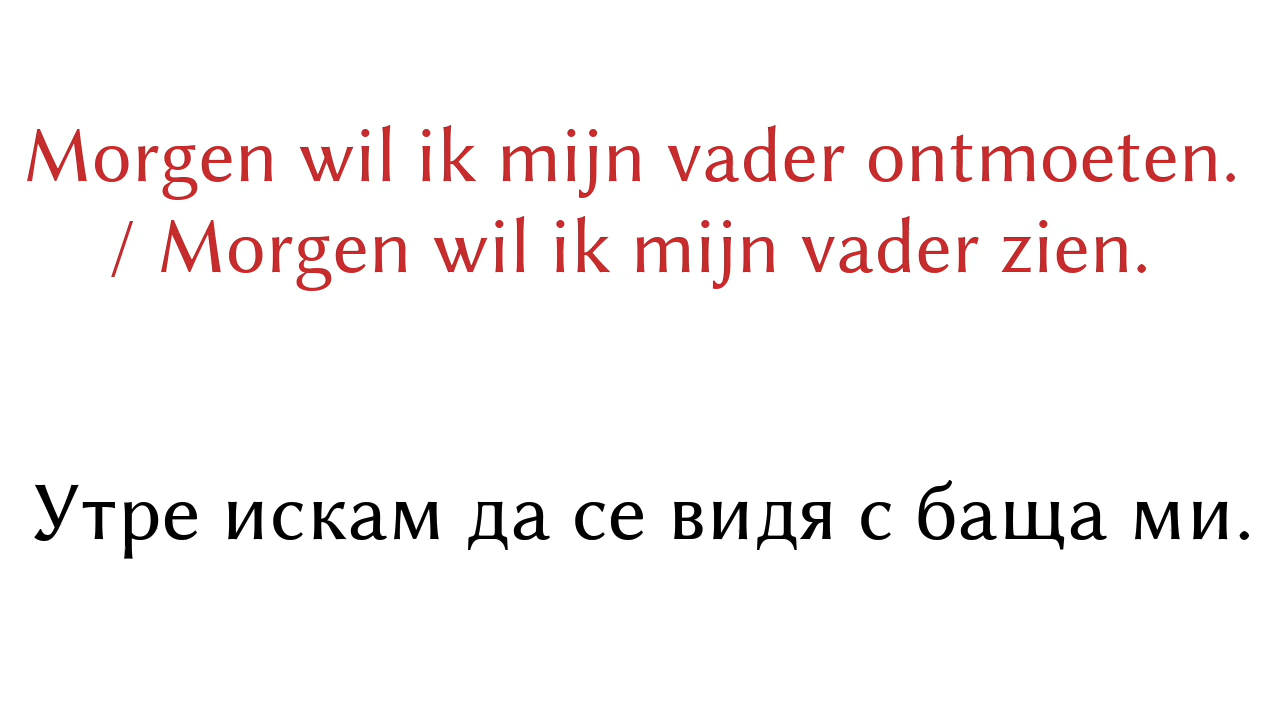 Morgen wil ik mijn vader ontmoeten.
/ Morgen wil ik mijn vader zien.
Утре искам да се видя с баща ми.